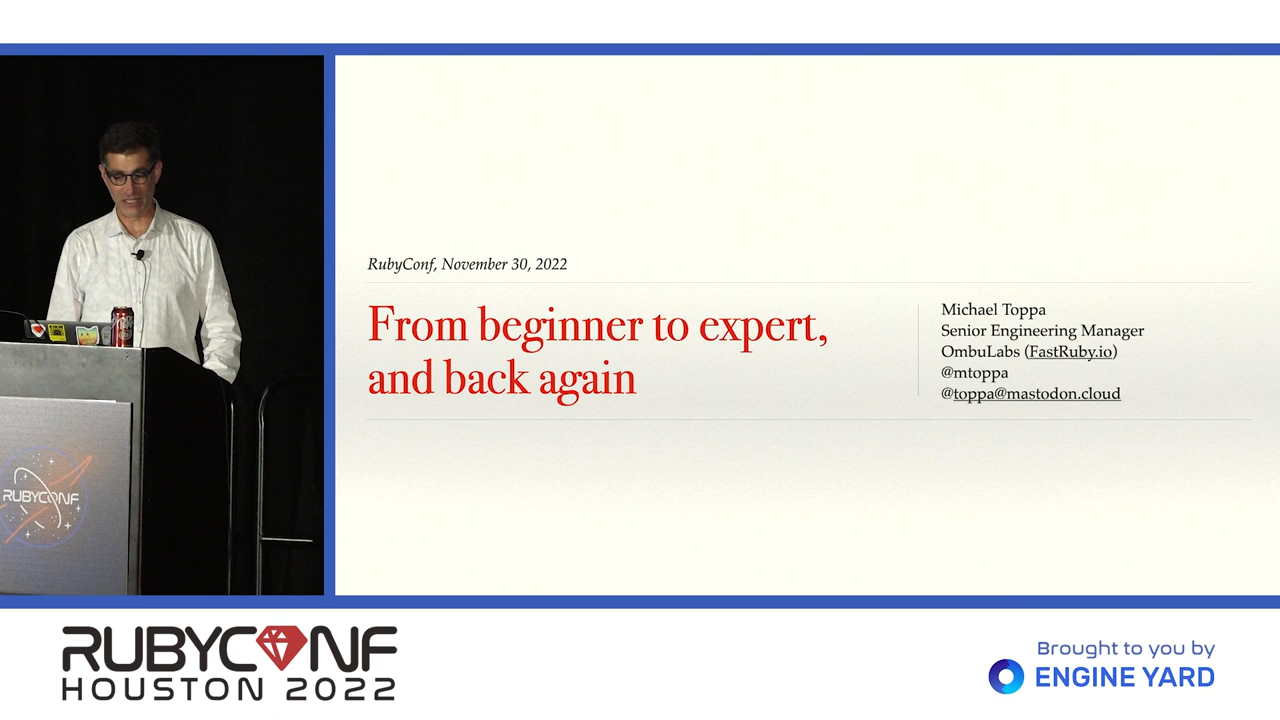 RubyConf, November 30, 2022
From beginner to expert,
and back again
Michael Toppa
Senior Engineering Manager
OmbuLabs (FastRuby.io)
@mtoppa
@toppa@mastodon.cloud
RUBYCONF
RUBYCONF
HOUSTON 2022
Brought to you by
ENGINE YARD